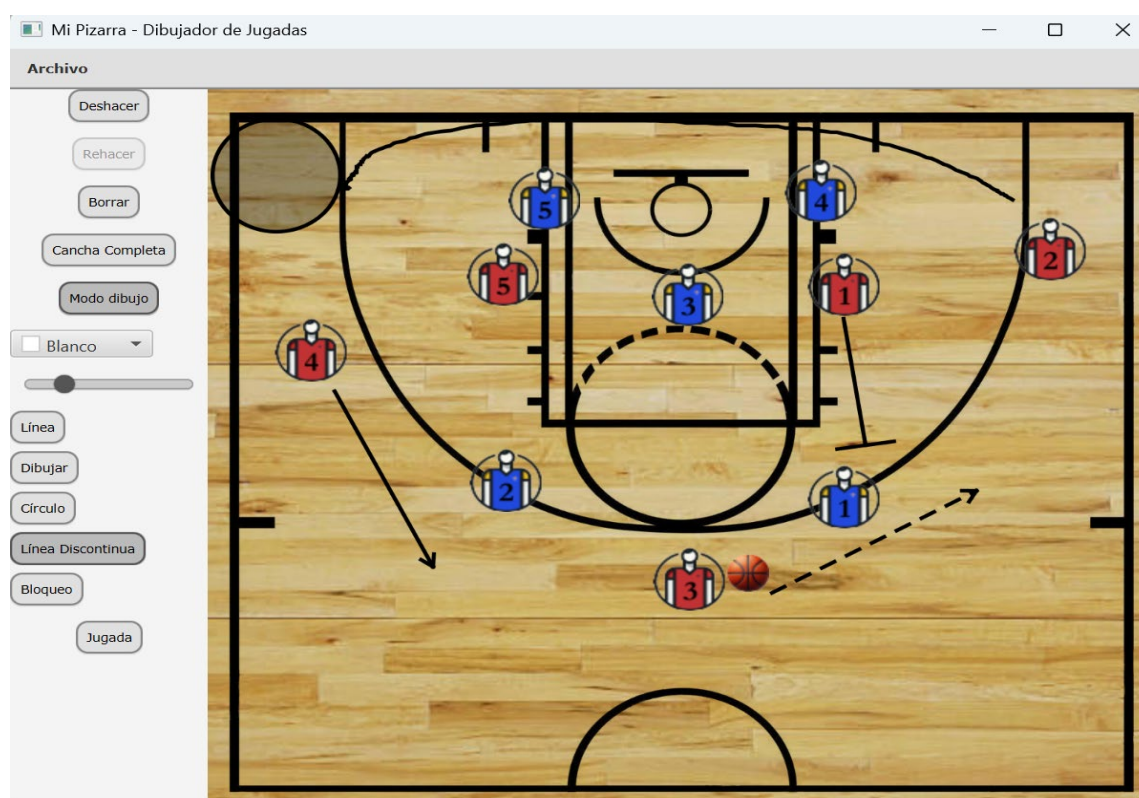 Mi Pizarra - Dibujador de Jugadas
Archivo
Deshacer
Rehacer
Borrar
Cancha Completa
Modo dibujo
Blanco
Línea
Dibujar
Círculo
Línea Discontinua
Bloqueo
Jugada
5
4
5
3
1
2
4
2
1
3